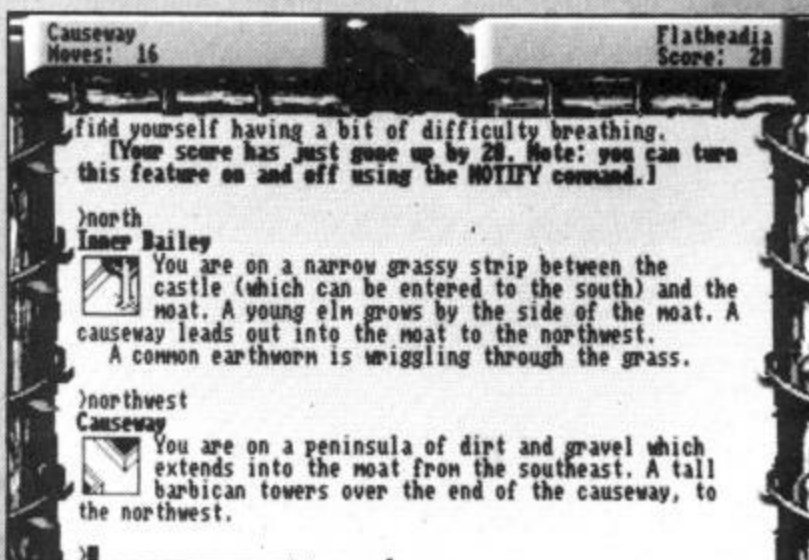 Causeway
Moves: 16
Flatheadia
Score: 20
find yourself having a bit of difficulty breathing.
[Your score has just gone up by 20. Note: you can turn
this feature on and off using the NOTIFY command.]
>north
Inner Bailey
You are on a narrow grassy strip between the
castle (which can be entered to the south) and the
moat. A young elm grows by the side of the moat. A
causeway leads out into the moat to the northwest.
A common earthworm is wriggling through the grass.
>northwest
Causeway
You are on a peninsula of dirt and gravel which
extends into the moat from the southeast. A tall
barbican towers over the end of the causeway, to
the northwest.
>